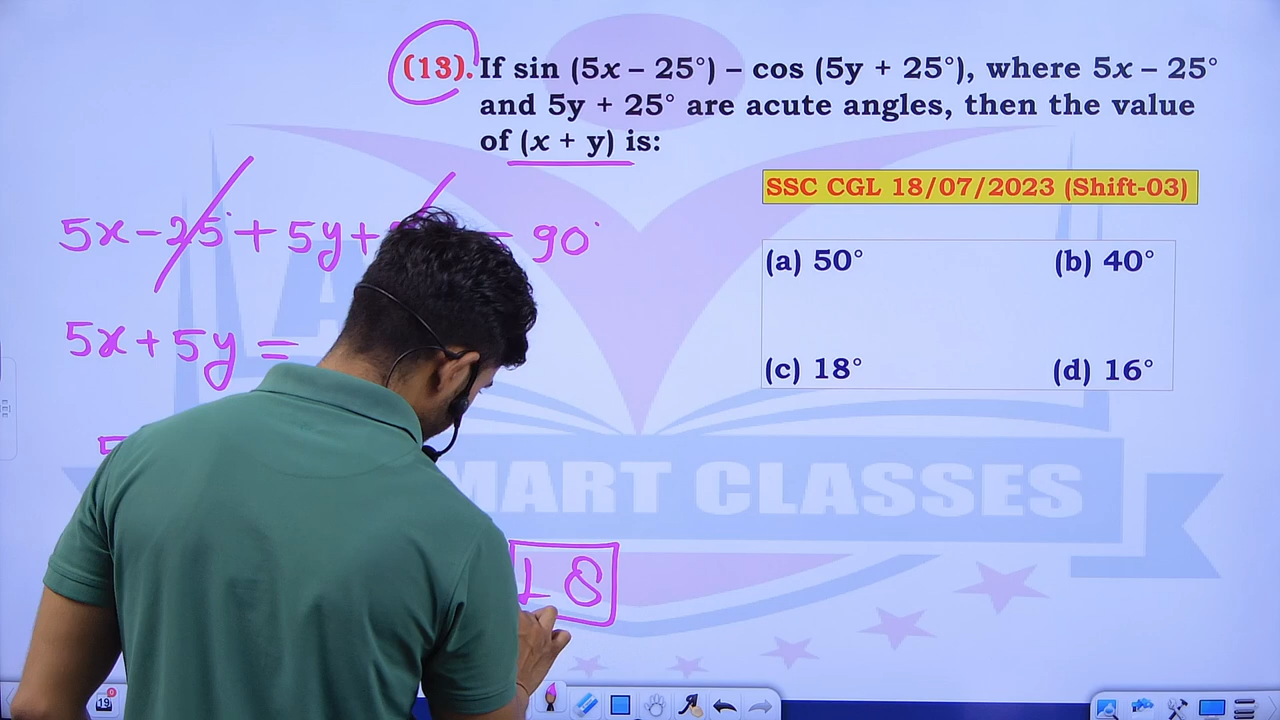 (13). If sin (5x – 25°) – cos (5y + 25°), where 5x – 25°
and 5y + 25° are acute angles, then the value
of (x + y) is:
SSC CGL 18/07/2023 (Shift-03)
(a) 50°
(b) 40°
(c) 18°
(d) 16°
5x-25°+5y+ = 90°
5x+5y =
5
18
MART CLASSES
19